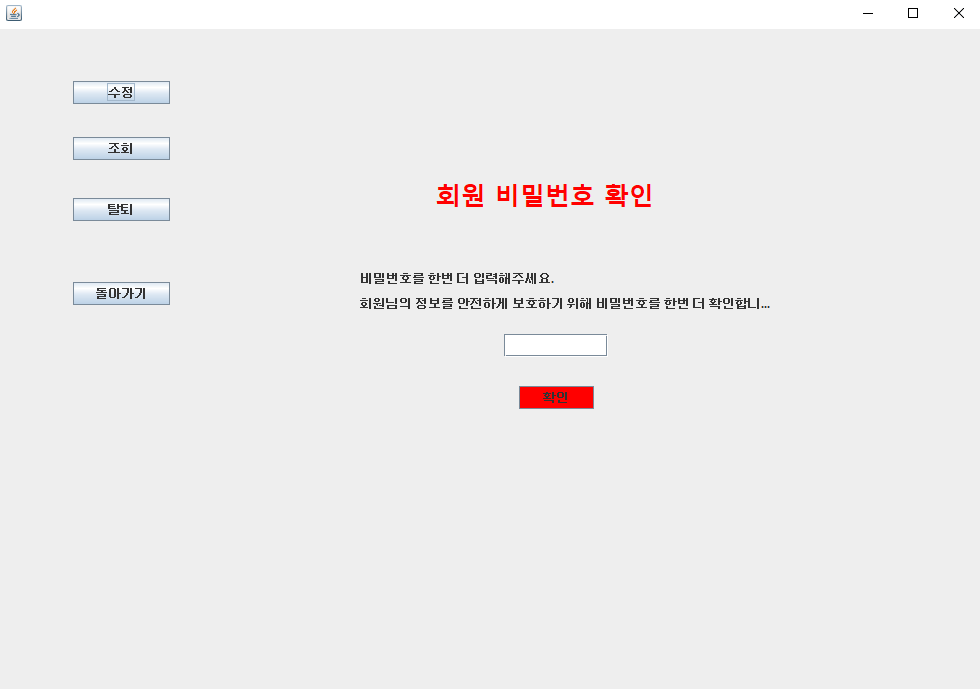 수정
조회
탈퇴
돌아가기
회원 비밀번호 확인
비밀번호를 한번 더 입력해주세요.
회원님의 정보를 안전하게 보호하기 위해 비밀번호를 한번 더 확인합니...
확인